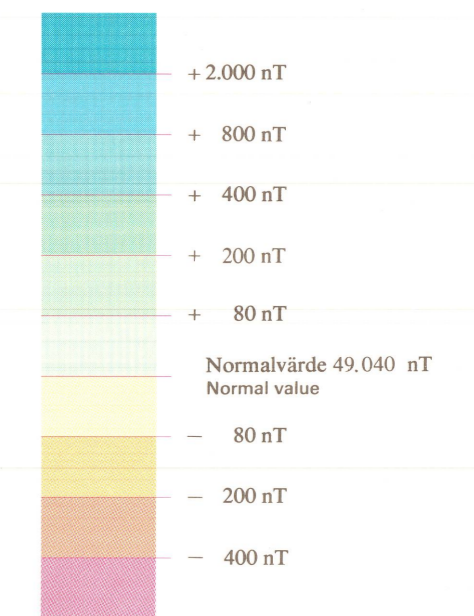 + 2.000 nT
+ 800 nT
+ 400 nT
+ 200 nT
+ 80 nT
Normalvärde 49.040 nT
Normal value
− 80 nT
− 200 nT
− 400 nT